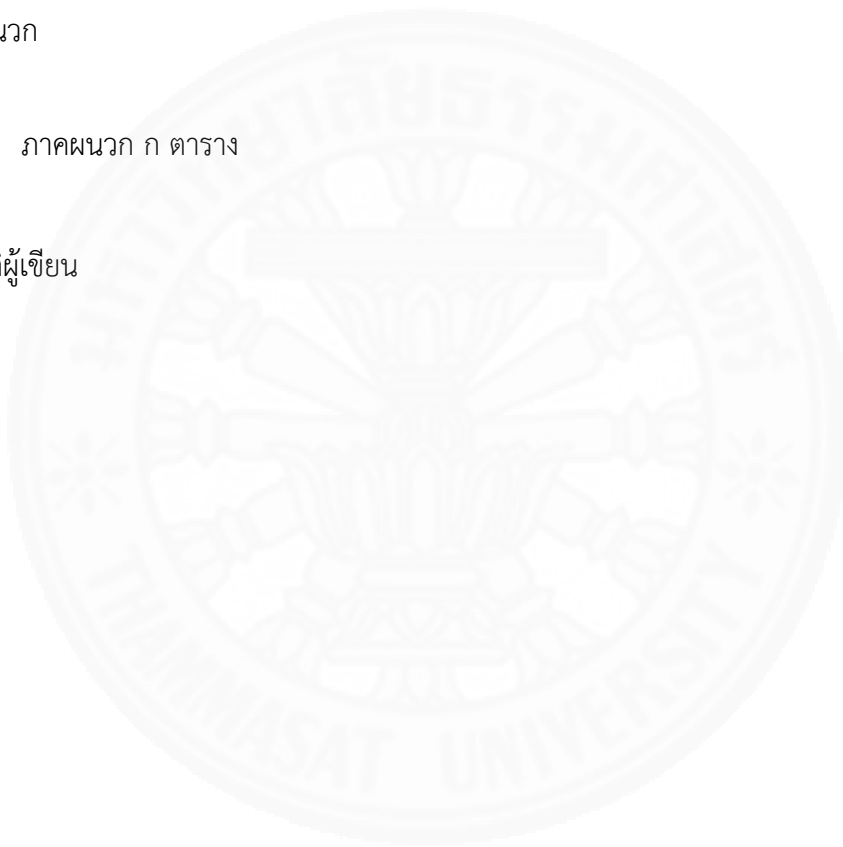 นวก
ภาคผนวก ก ตาราง
ผู้เขียน
มหาวิทยาลัยธรรมศาสตร์
THAMMASAT UNIVERSITY